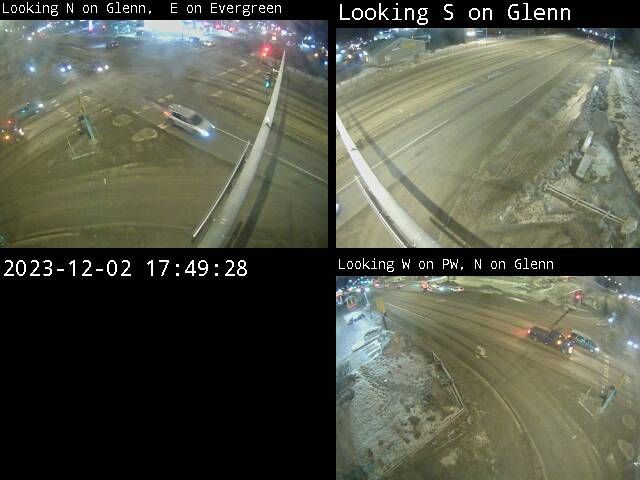 Looking N on Glenn, E on Evergreen
Looking S on Glenn
2023-12-02 17:49:28
Looking W on PW, N on Glenn